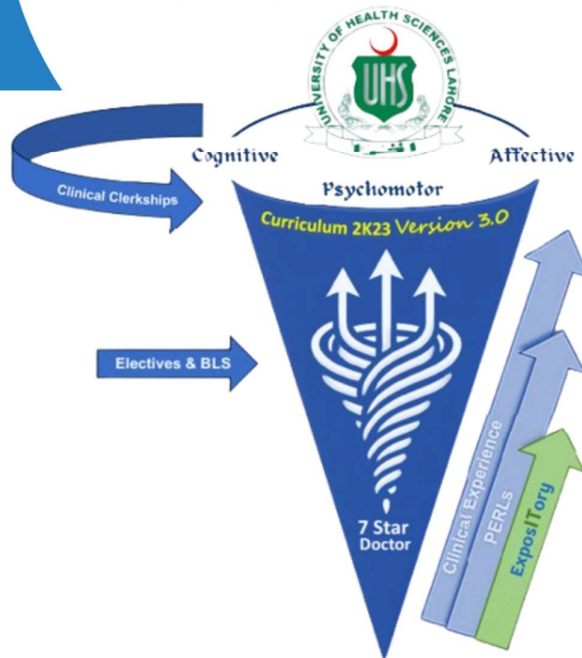 UNIVERSITY OF HEALTH SCIENCES LAHORE
UHS
Cognitive
Affective
Psychomotor
Clinical Clerkships
Curriculum 2K23 Version 3.0
Electives & BLS
7 Star
Doctor
Clinical Experience
PERLs
ExposITory